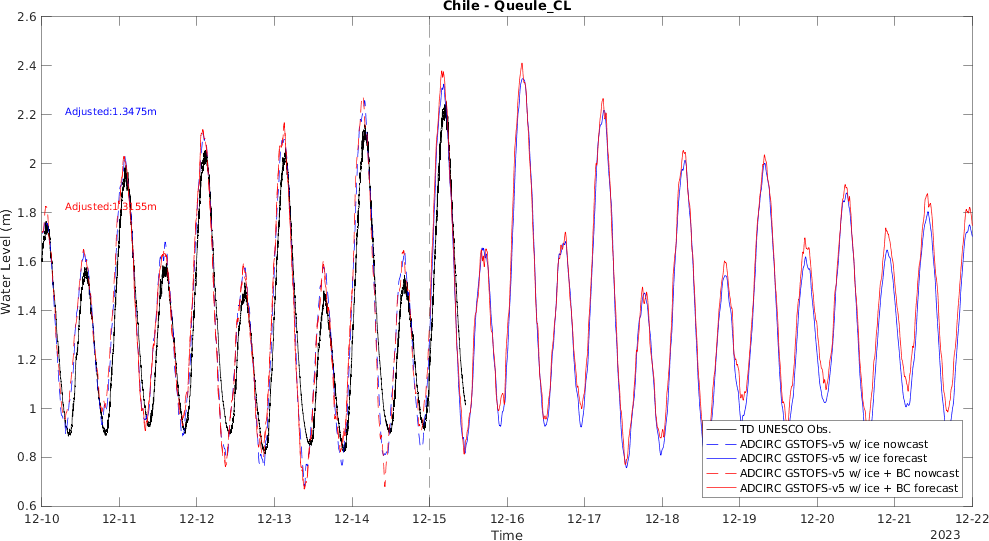 Chile - Queule_CL
2.6
2.4
2.2
2
1.8
1.6
1.4
1.2
1
0.8
0.6
Water Level (m)
Adjusted:1.3475m
Adjusted:1.3155m
TD UNESCO Obs.
ADCIRC GSTOFS-v5 w/ ice nowcast
ADCIRC GSTOFS-v5 w/ ice forecast
ADCIRC GSTOFS-v5 w/ ice + BC nowcast
ADCIRC GSTOFS-v5 w/ ice + BC forecast
12-10 12-11 12-12 12-13 12-14 12-15 12-16 12-17 12-18 12-19 12-20 12-21 12-22
Time
2023